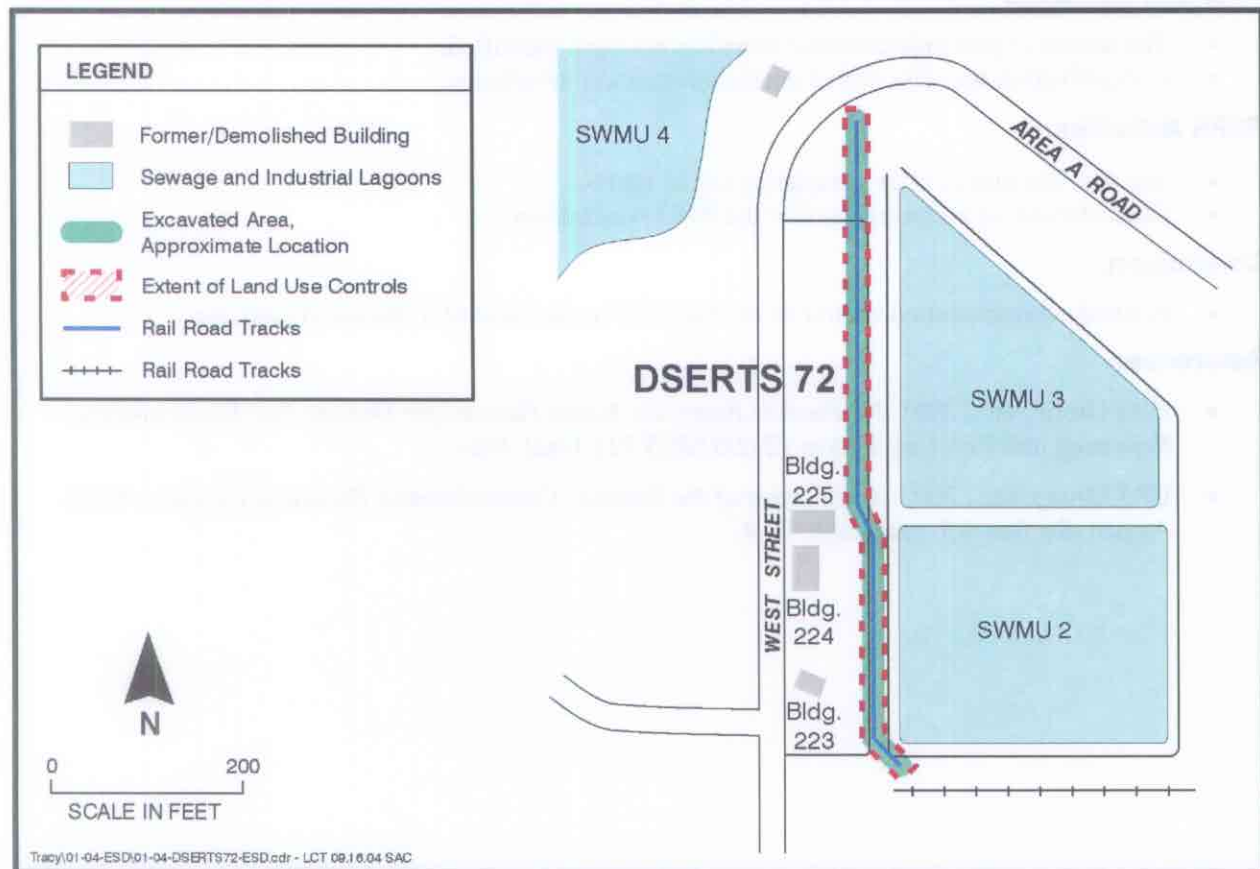 LEGEND
Former/Demolished Building
Sewage and Industrial Lagoons
Excavated Area,
Approximate Location
Extent of Land Use Controls
Rail Road Tracks
Rail Road Tracks
SWMU 4
AREA A ROAD
DSERTS 72
SWMU 3
Bldg.
225
WEST STREET
Bldg.
224
SWMU 2
Bldg.
223
N
0 200
SCALE IN FEET
Tracy\01-04-ESD\01-04-DSERTS72-ESD.cdr - LCT 09.16.04 SAC